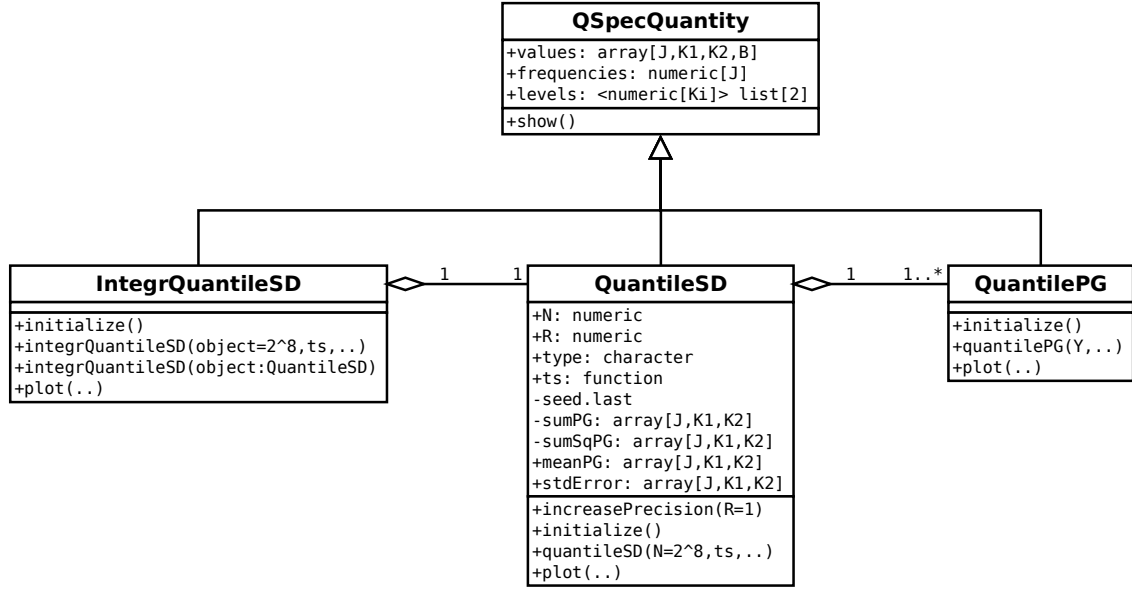 QSpecQuantity
+values: array[J,K1,K2,B]
+frequencies: numeric[J]
+levels: <numeric[Ki]> list[2]
+show()
IntegrQuantileSD
+initialize()
+integrQuantileSD(object=2^8,ts,..)
+integrQuantileSD(object:QuantileSD)
+plot(..)
1 1
QuantileSD
+N: numeric
+R: numeric
+type: character
+ts: function
-seed.last
-sumPG: array[J,K1,K2]
-sumSqPG: array[J,K1,K2]
+meanPG: array[J,K1,K2]
+stdError: array[J,K1,K2]
+increasePrecision(R=1)
+initialize()
+quantileSD(N=2^8,ts,..)
+plot(..)
1 1..*
QuantilePG
+initialize()
+quantilePG(Y,..)
+plot(..)